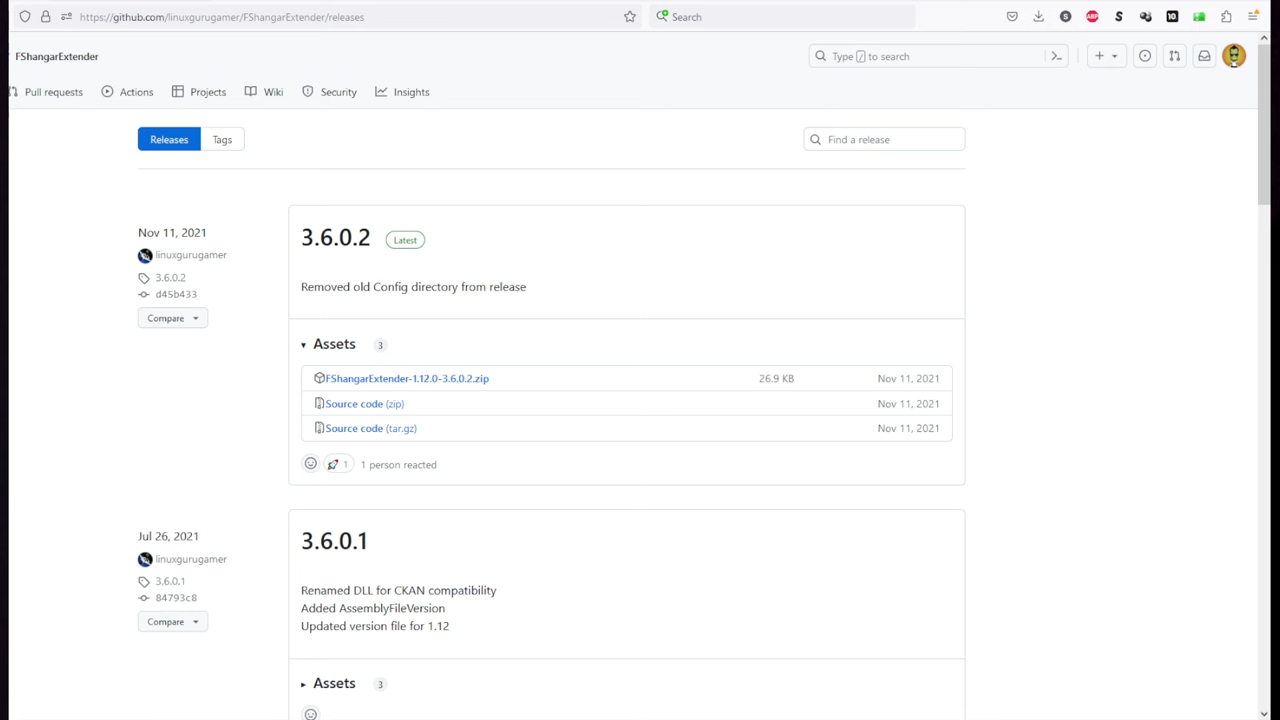 https://github.com/linuxgurugamer/FShangarExtender/releases
Search
ABP
S
10
FShangarExtender
Type / to search
Pull requests
Actions
Projects
Wiki
Security
Insights
Releases
Tags
Find a release
Nov 11, 2021
linuxgurugamer
3.6.0.2
d45b433
Compare
3.6.0.2 Latest
Removed old Config directory from release
Assets 3
FShangarExtender-1.12.0-3.6.0.2.zip 26.9 KB Nov 11, 2021
Source code (zip) Nov 11, 2021
Source code (tar.gz) Nov 11, 2021
1 1 person reacted
Jul 26, 2021
linuxgurugamer
3.6.0.1
84793c8
Compare
3.6.0.1
Renamed DLL for CKAN compatibility
Added AssemblyFileVersion
Updated version file for 1.12
Assets 3